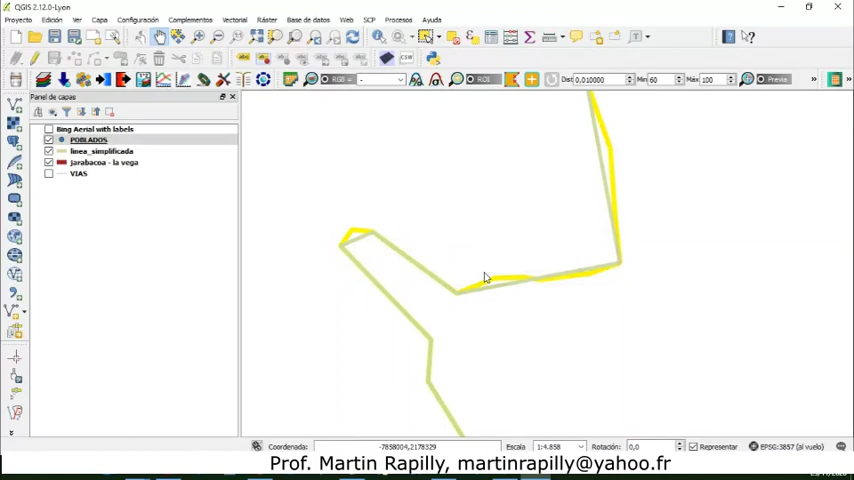 QGIS 2.12.0-Lyon
Proyecto Edición Ver Capa Configuración Complementos Vectorial Ráster Base de datos Web SCP Procesos Ayuda
RGB = - Dist 0,010000 Min 60 Máx 100 Previa
ROI
Panel de capas
Bing Aerial with labels
POBLADOS
linea_simplificada
Jarabacoa - la vega
VIAS
Coordenada: -7858004,2178329 Escala 1:4.858 Rotación: 0,0 Representar EPSG:3857 (al vuelo)
Prof. Martin Rapilly, martinrapilly@yahoo.fr